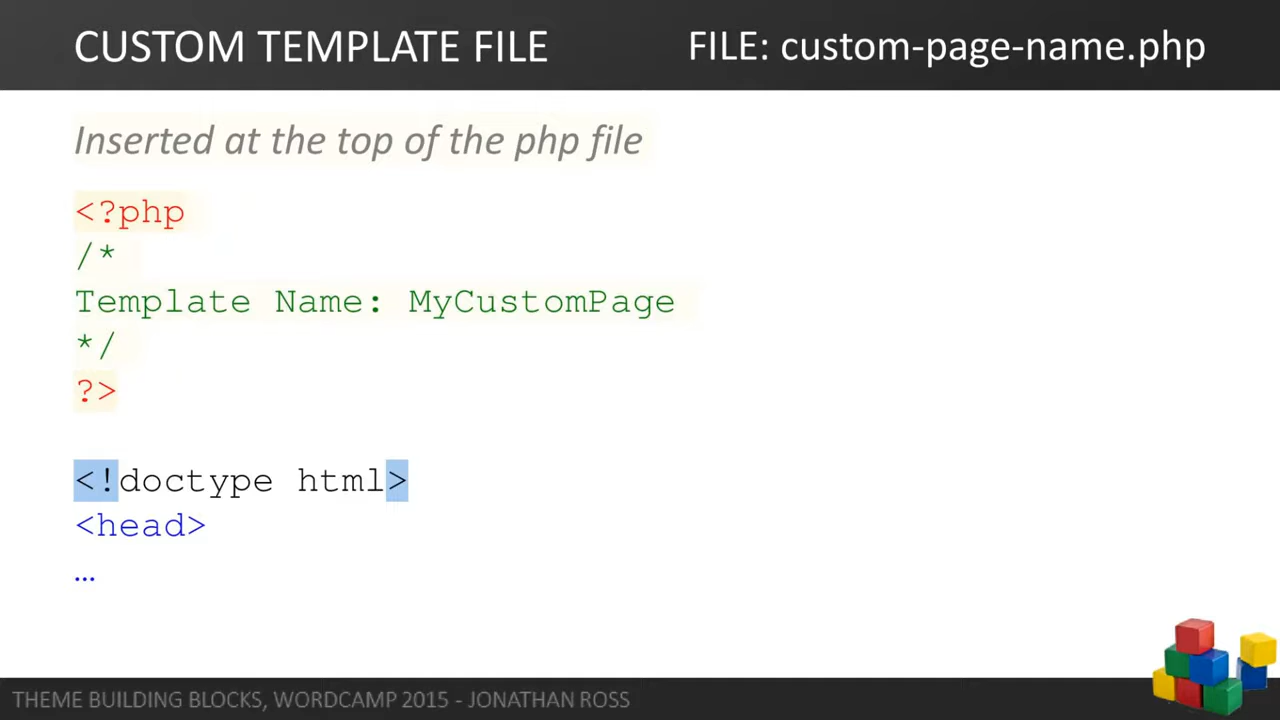 CUSTOM TEMPLATE FILE
FILE: custom-page-name.php
Inserted at the top of the php file
<?php
/*
Template Name: MyCustomPage
*/
?>
<!doctype html>
<head>
…
THEME BUILDING BLOCKS, WORDCAMP 2015 - JONATHAN ROSS